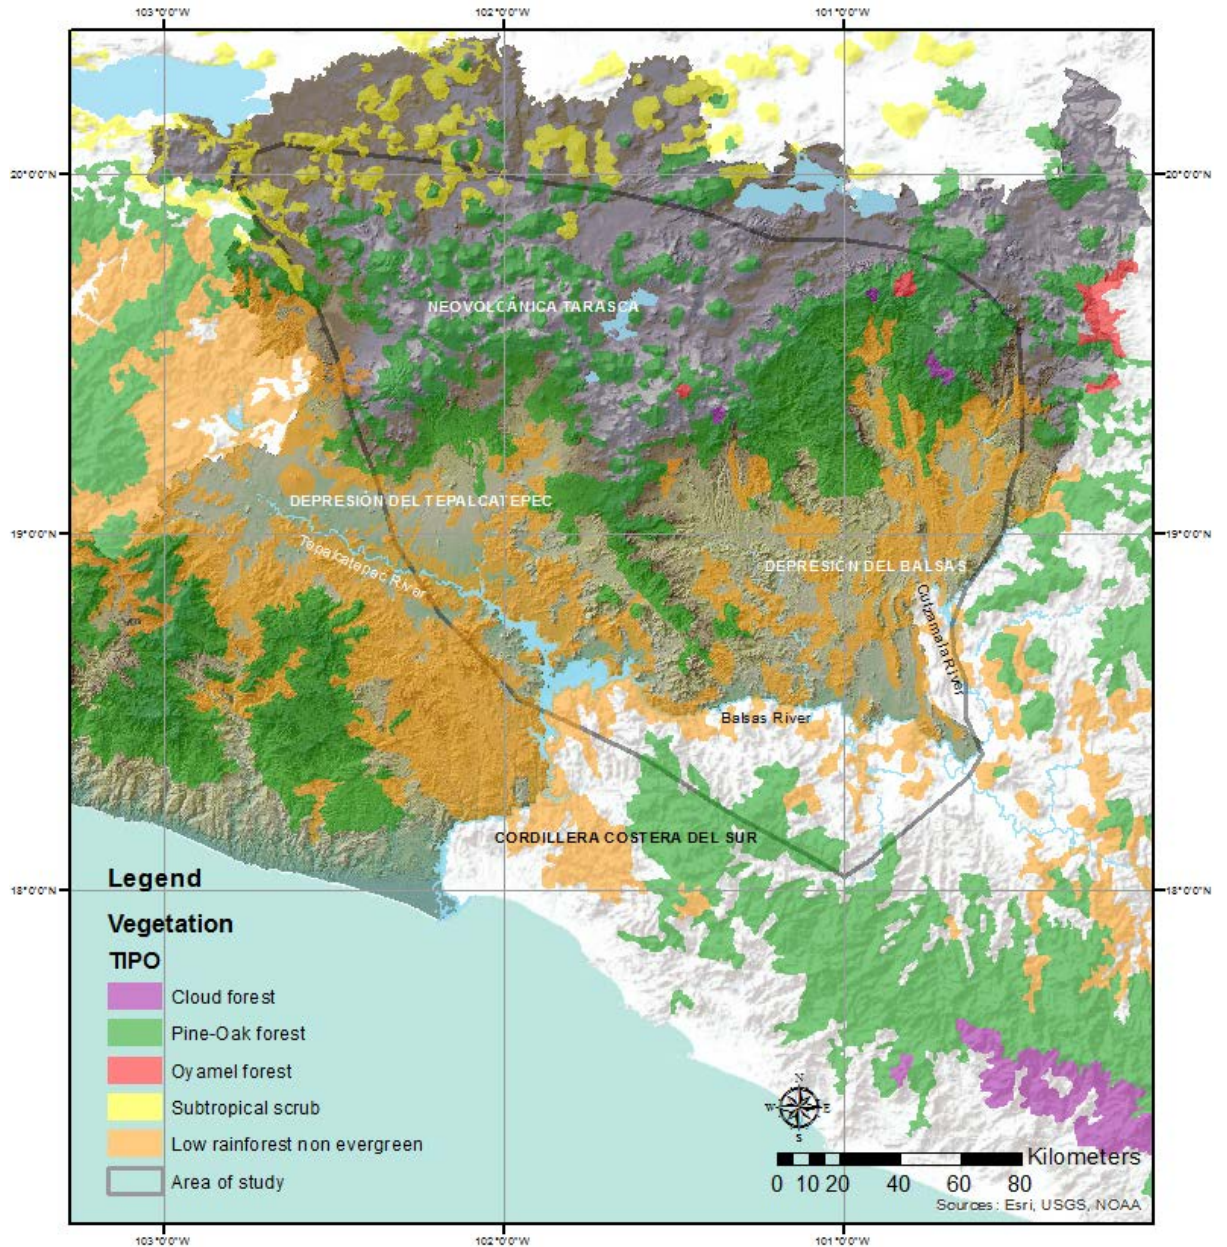 103°0'0"W 102°0'0"W 101°0'0"W
20°0'0"N 20°0'0"N
NEOVOLCÁNICA TARASCA
DEPRESIÓN DEL TEPALCATEPEC
19°0'0"N 19°0'0"N
Tepalcatepec River
DEPRESIÓN DEL BALSAS
Cutzamala River
Balsas River
CORDILLERA COSTERA DEL SUR
18°0'0"N 18°0'0"N
Legend
Vegetation
TIPO
Cloud forest
Pine-Oak forest
Oyamel forest
Subtropical scrub
Low rainforest non evergreen
Area of study
N
W E
S
Kilometers
0 10 20 40 60 80
Sources: Esri, USGS, NOAA
103°0'0"W 102°0'0"W 101°0'0"W